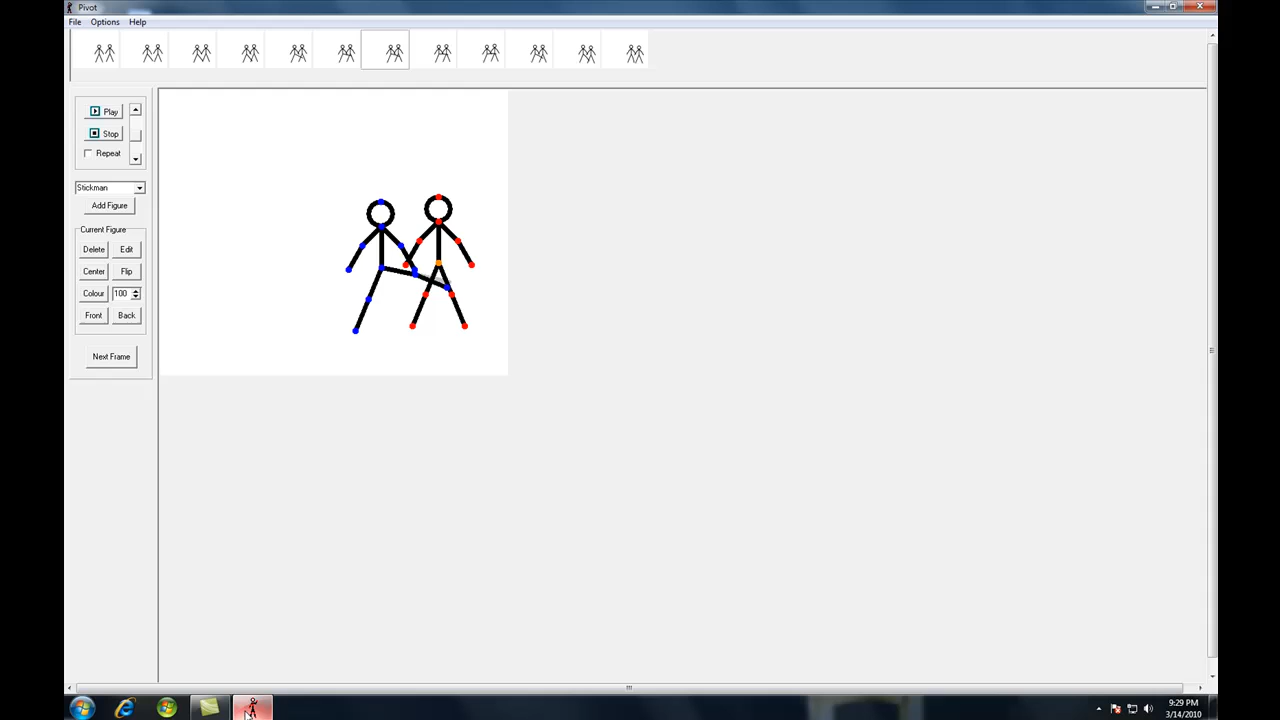 Pivot
File Options Help
Play
Stop
Repeat
Stickman
Add Figure
Current Figure
Delete Edit
Center Flip
Colour 100
Front Back
Next Frame
9:29 PM
3/14/2010